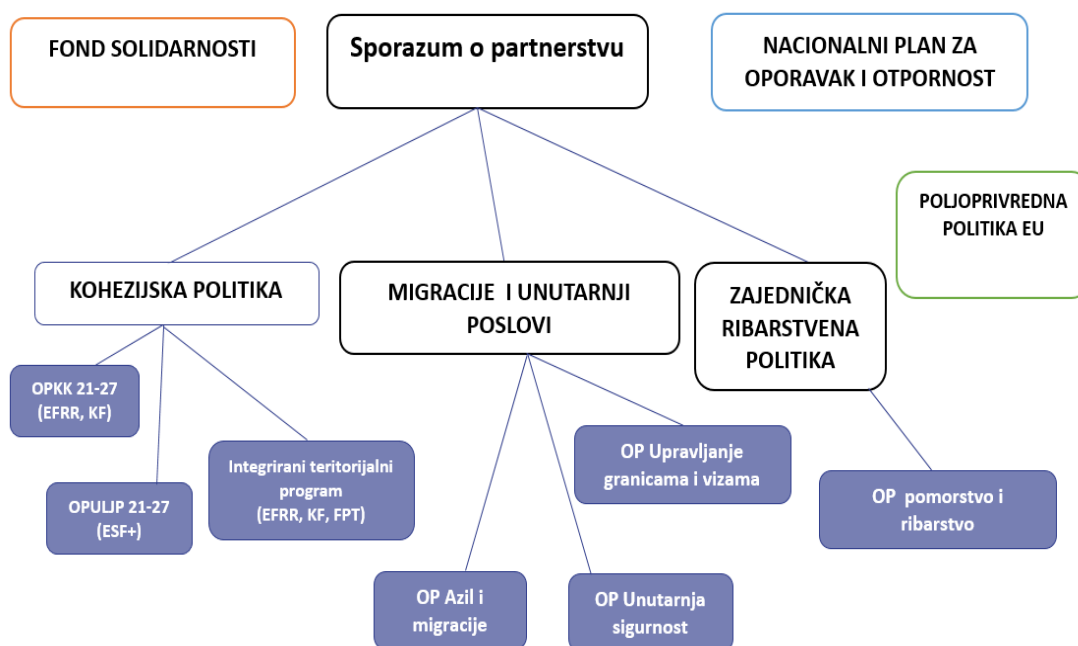 FOND SOLIDARNOSTI
Sporazum o partnerstvu
NACIONALNI PLAN ZA
OPORAVAK I OTPORNOST
POLJOPRIVREDNA
POLITIKA EU
KOHEZIJSKA POLITIKA
MIGRACIJE I UNUTARNJI
POSLOVI
ZAJEDNIČKA
RIBARSTVENA
POLITIKA
OPKK 21-27
(EFRR, KF)
OPULJP 21-27
(ESF+)
Integrirani teritorijalni
program
(EFRR, KF, FPT)
OP Upravljanje
granicama i vizama
OP pomorstvo i
ribarstvo
OP Azil i
migracije
OP Unutarnja
sigurnost